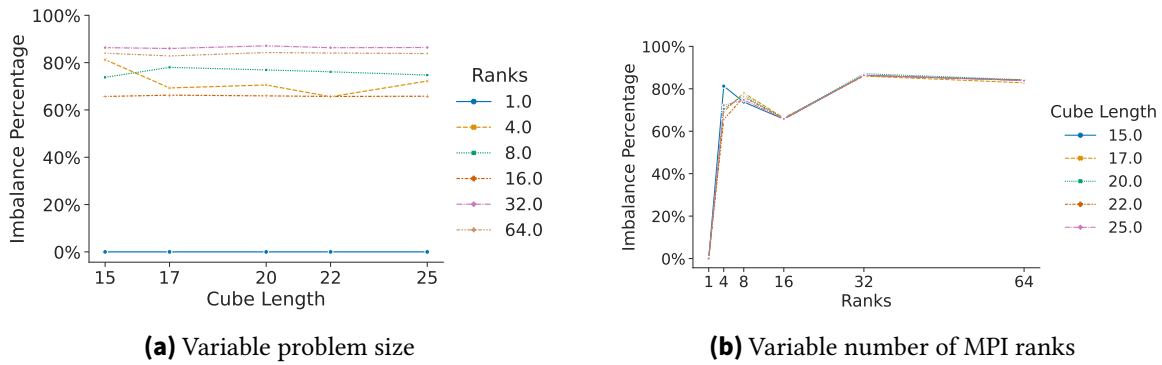 100%
80%
60%
40%
20%
0%
Imbalance Percentage
15 17 20 22 25
Cube Length
Ranks
1.0
4.0
8.0
16.0
32.0
64.0
(a) Variable problem size
100%
80%
60%
40%
20%
0%
Imbalance Percentage
1 4 8 16 32 64
Ranks
Cube Length
15.0
17.0
20.0
22.0
25.0
(b) Variable number of MPI ranks